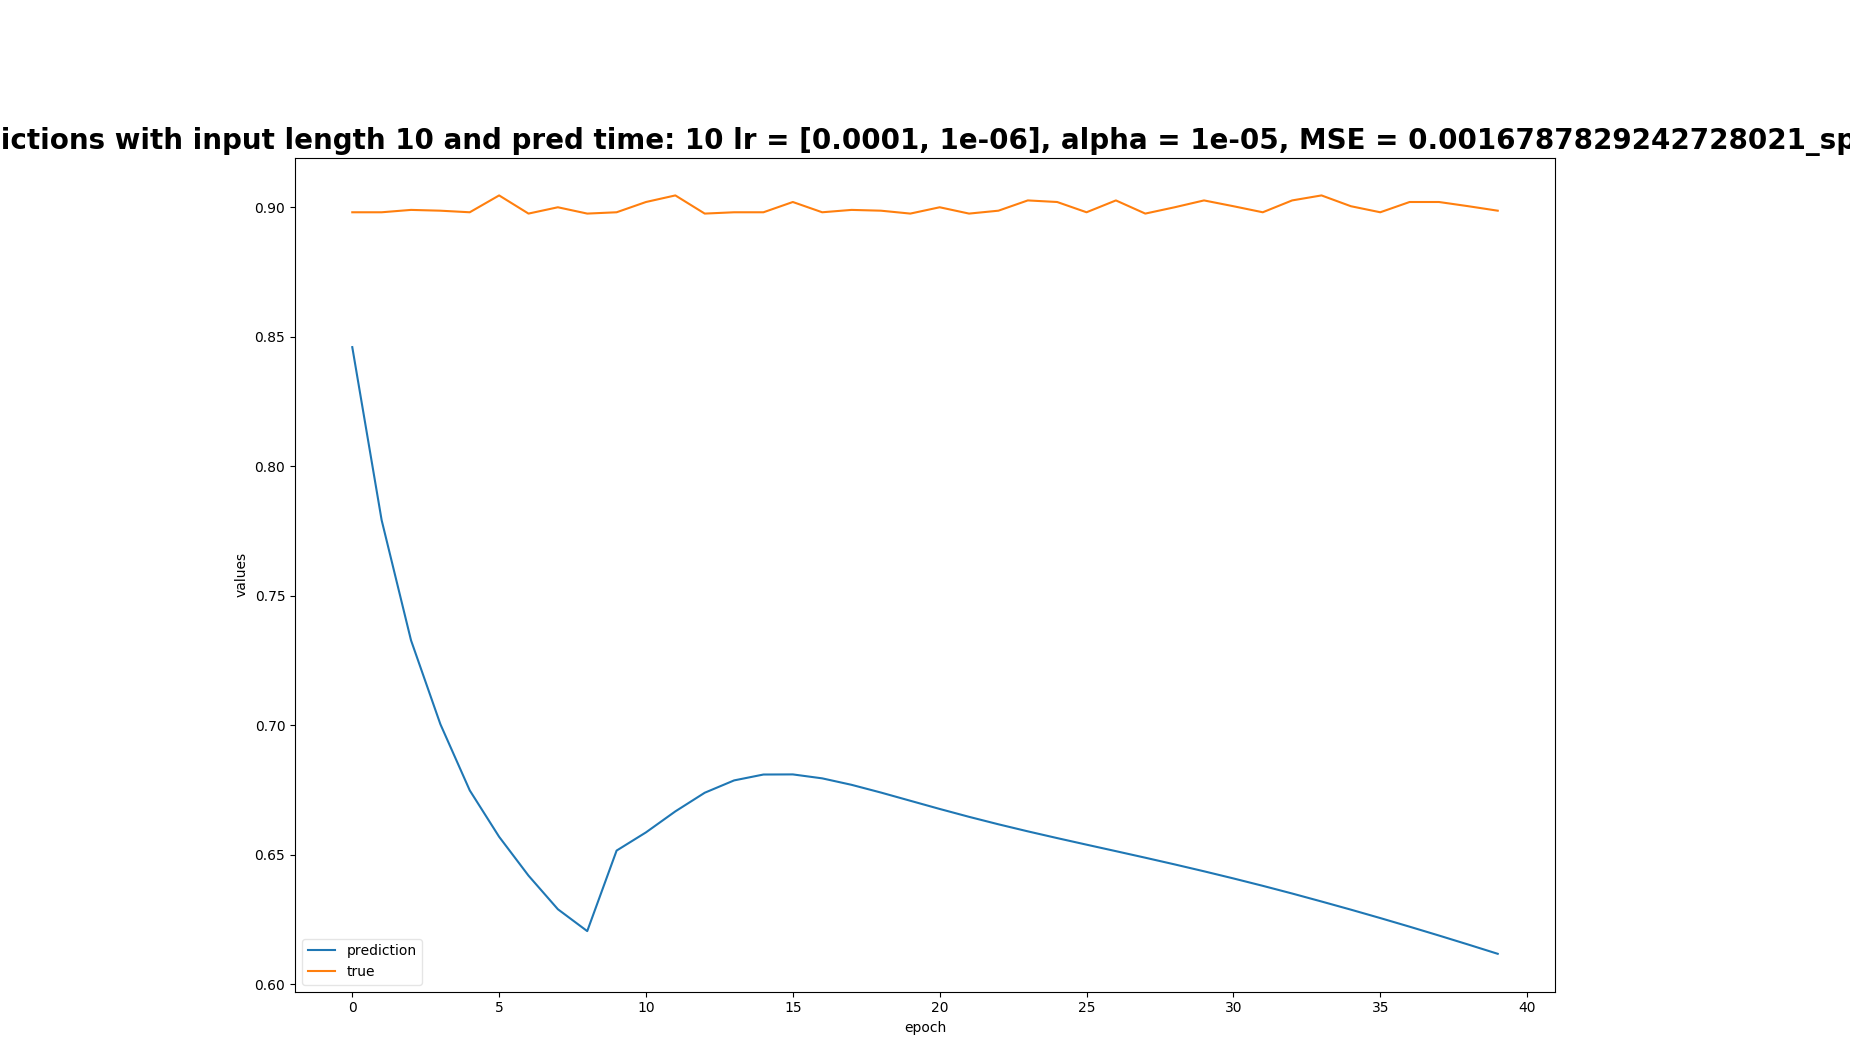 ictions with input length 10 and pred time: 10 lr = [0.0001, 1e-06], alpha = 1e-05, MSE = 0.0016787829242728021_sp
0.90
0.85
0.80
0.75
0.70
0.65
0.60
values
prediction
true
0 5 10 15 20 25 30 35 40
epoch